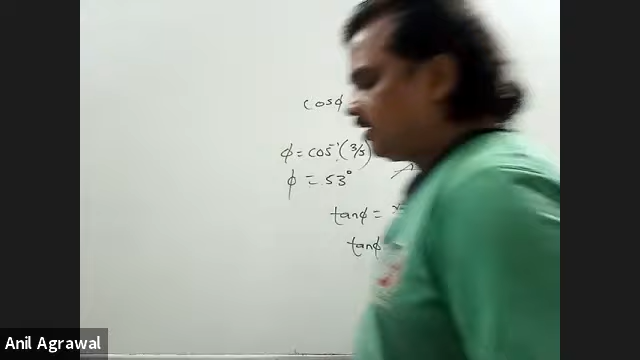 cosφ
φ = cos⁻¹(3/5)
φ = 53°
tanφ =
tanφ
Anil Agrawal